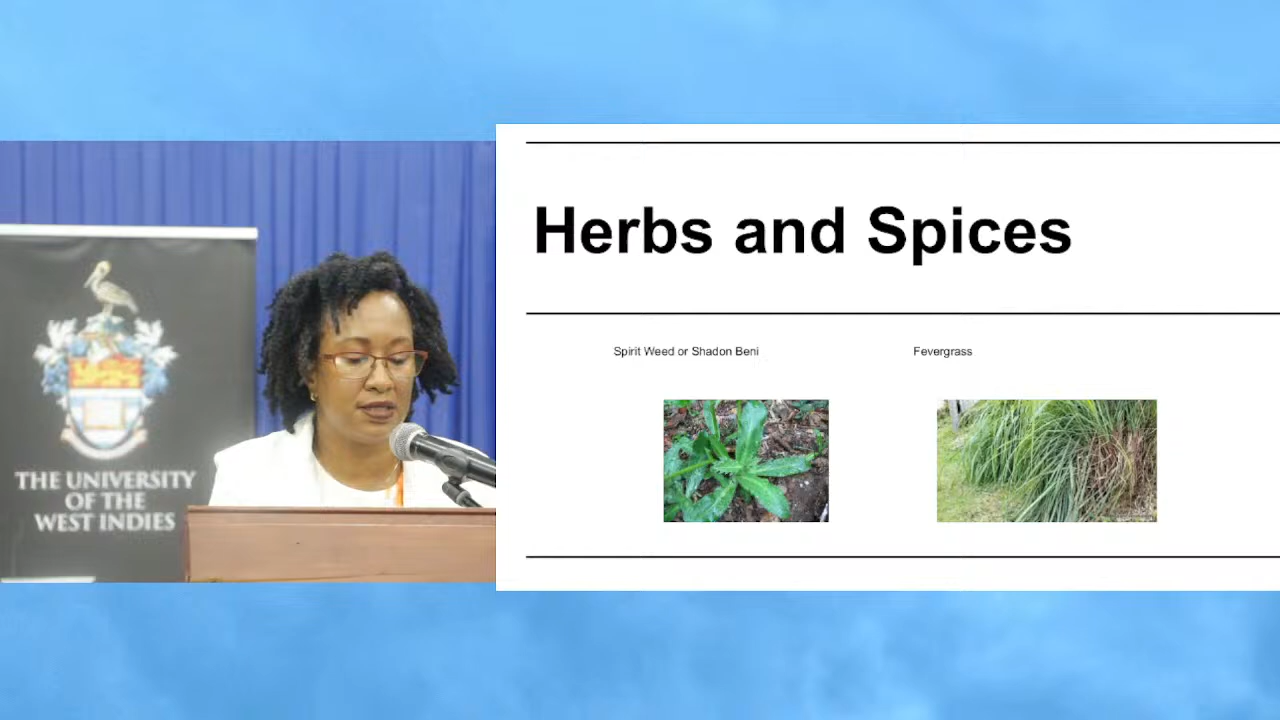 THE UNIVERSITY
OF THE
WEST INDIES
Herbs and Spices
Spirit Weed or Shadon Beni
Fevergrass